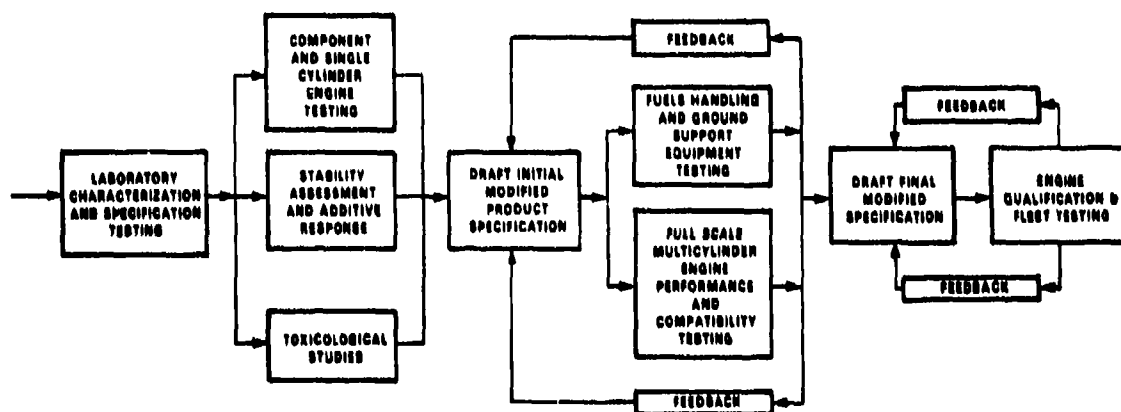 LABORATORY
CHARACTERIZATION
AND SPECIFICATION
TESTING
COMPONENT
AND SINGLE
CYLINDER
ENGINE
TESTING
STABILITY
ASSESSMENT
AND ADDITIVE
RESPONSE
TOXICOLOGICAL
STUDIES
DRAFT INITIAL
MODIFIED
PRODUCT
SPECIFICATION
FEEDBACK
FUELS HANDLING
AND GROUND
SUPPORT
EQUIPMENT
TESTING
FULL SCALE
MULTICYLINDER
ENGINE
PERFORMANCE
AND
COMPATIBILITY
TESTING
FEEDBACK
DRAFT FINAL
MODIFIED
SPECIFICATION
FEEDBACK
ENGINE
QUALIFICATION &
FLEET TESTING
FEEDBACK